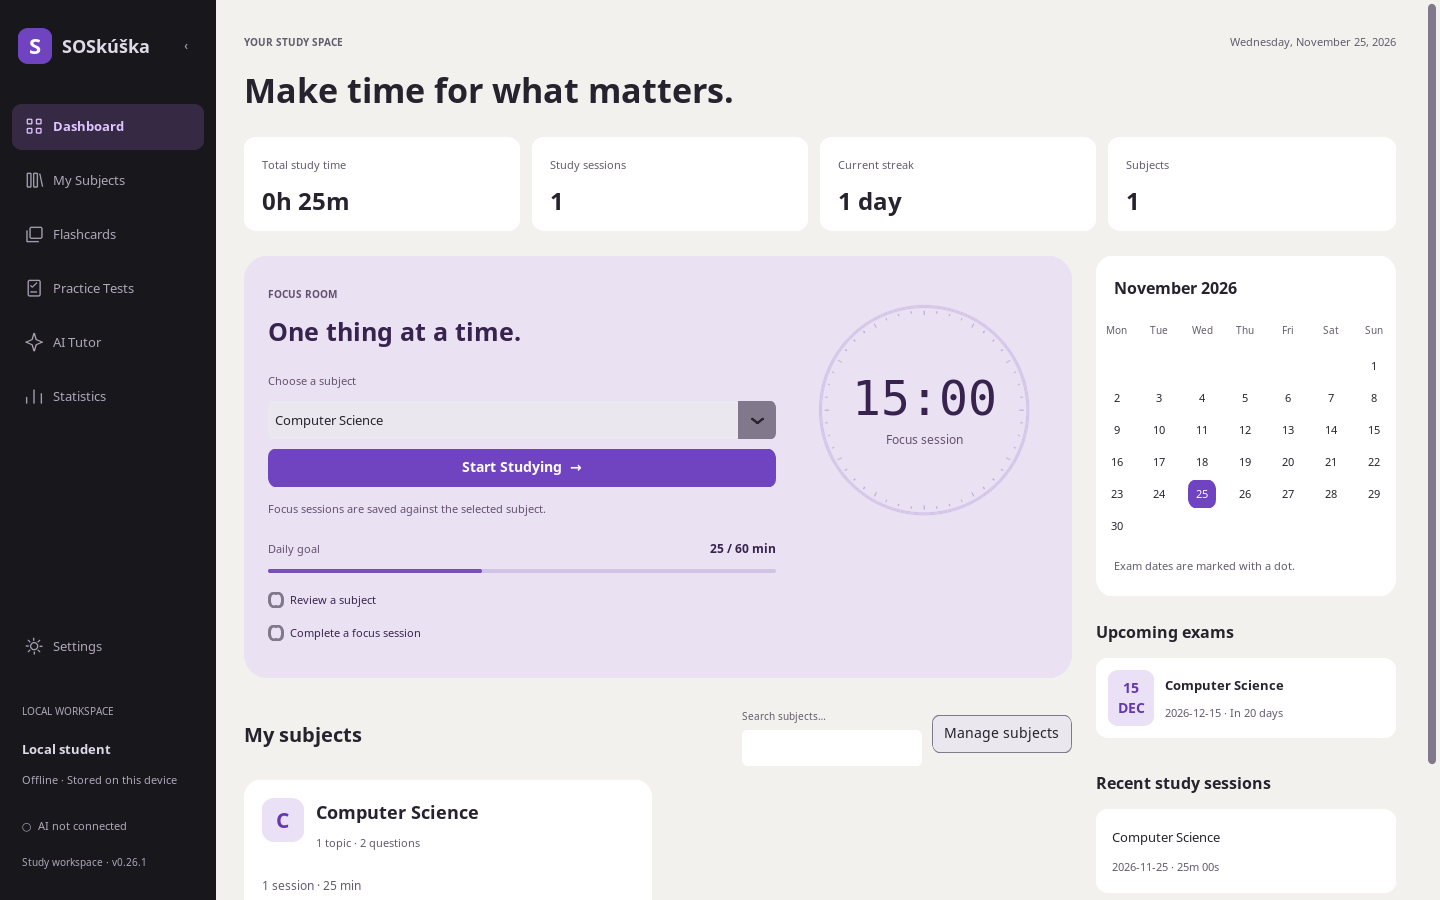 S SOSkúška ‹
Dashboard
My Subjects
Flashcards
Practice Tests
AI Tutor
Statistics
Settings
LOCAL WORKSPACE
Local student
Offline · Stored on this device
AI not connected
Study workspace · v0.26.1
YOUR STUDY SPACE
Wednesday, November 25, 2026
Make time for what matters.
Total study time
0h 25m
Study sessions
1
Current streak
1 day
Subjects
1
FOCUS ROOM
One thing at a time.
Choose a subject
Computer Science
Start Studying →
Focus sessions are saved against the selected subject.
Daily goal 25 / 60 min
Review a subject
Complete a focus session
15:00
Focus session
November 2026
Mon Tue Wed Thu Fri Sat Sun
1
2 3 4 5 6 7 8
9 10 11 12 13 14 15
16 17 18 19 20 21 22
23 24 25 26 27 28 29
30
Exam dates are marked with a dot.
Upcoming exams
15
DEC
Computer Science
2026-12-15 · In 20 days
Recent study sessions
Computer Science
2026-11-25 · 25m 00s
My subjects
Search subjects...
Manage subjects
C
Computer Science
1 topic · 2 questions
1 session · 25 min